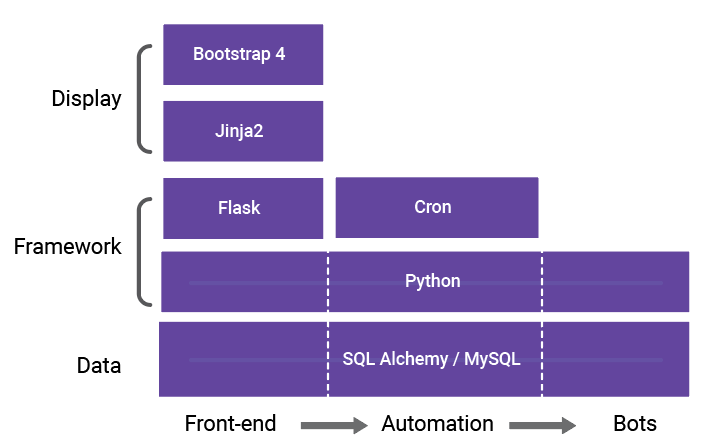 Bootstrap 4
Display
Jinja2
Flask
Cron
Framework
Python
SQL Alchemy / MySQL
Data
Front-end
Automation
Bots